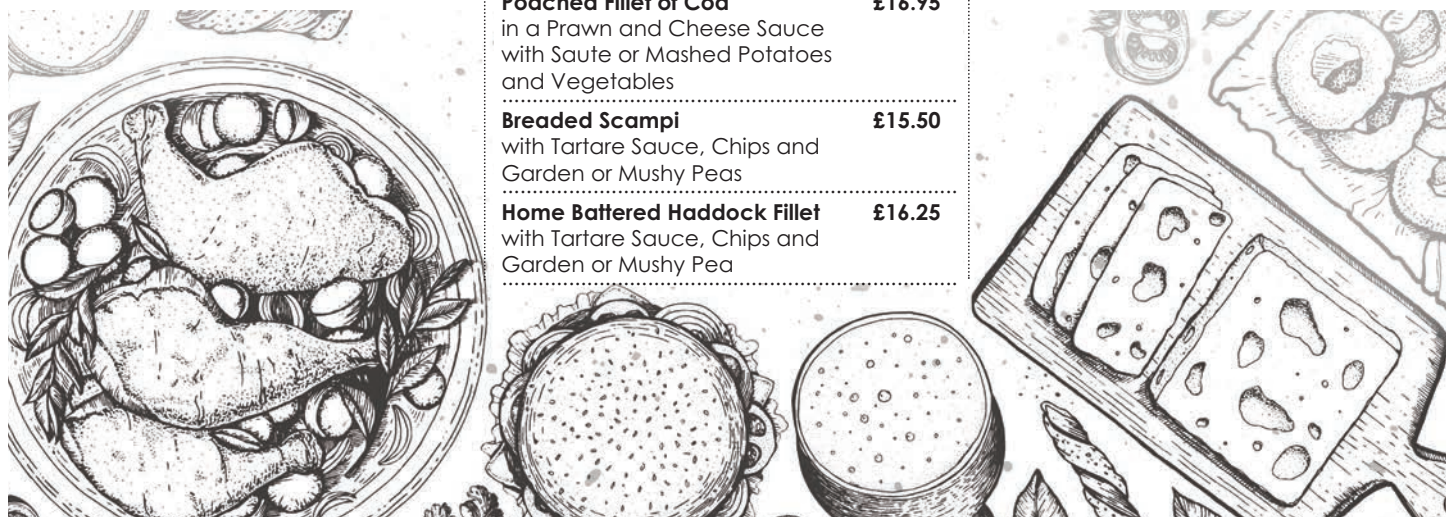 Poached Fillet of Cod £16.95
in a Prawn and Cheese Sauce
with Saute or Mashed Potatoes
and Vegetables
Breaded Scampi £15.50
with Tartare Sauce, Chips and
Garden or Mushy Peas
Home Battered Haddock Fillet £16.25
with Tartare Sauce, Chips and
Garden or Mushy Pea